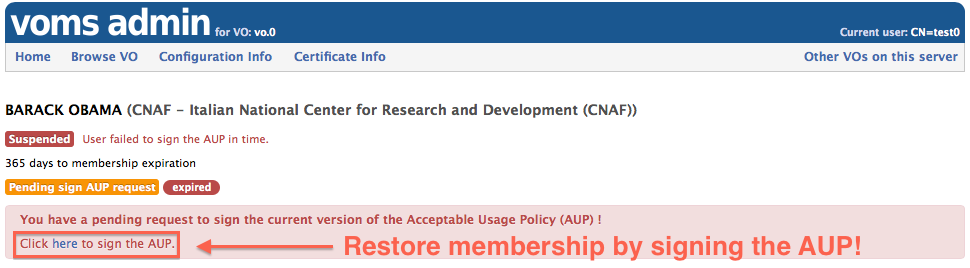 voms admin for VO: vo.0 Current user: CN=test0
Home Browse VO Configuration Info Certificate Info Other VOs on this server
BARACK OBAMA (CNAF - Italian National Center for Research and Development (CNAF))
Suspended User failed to sign the AUP in time.
365 days to membership expiration
Pending sign AUP request expired
You have a pending request to sign the current version of the Acceptable Usage Policy (AUP) !
Click here to sign the AUP. Restore membership by signing the AUP!